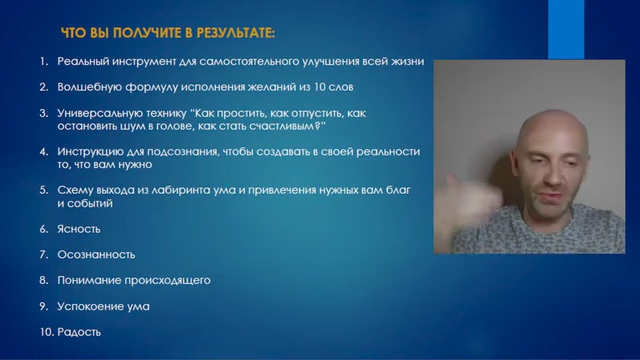 ЧТО ВЫ ПОЛУЧИТЕ В РЕЗУЛЬТАТЕ:
1. Реальный инструмент для самостоятельного улучшения всей жизни
2. Волшебную формулу исполнения желаний из 10 слов
3. Универсальную технику "Как простить, как отпустить, как
остановить шум в голове, как стать счастливым?"
4. Инструкцию для подсознания, чтобы создавать в своей реальности
то, что вам нужно
5. Схему выхода из лабиринта ума и привлечения нужных вам благ
и событий
6. Ясность
7. Осознанность
8. Понимание происходящего
9. Успокоение ума
10. Радость